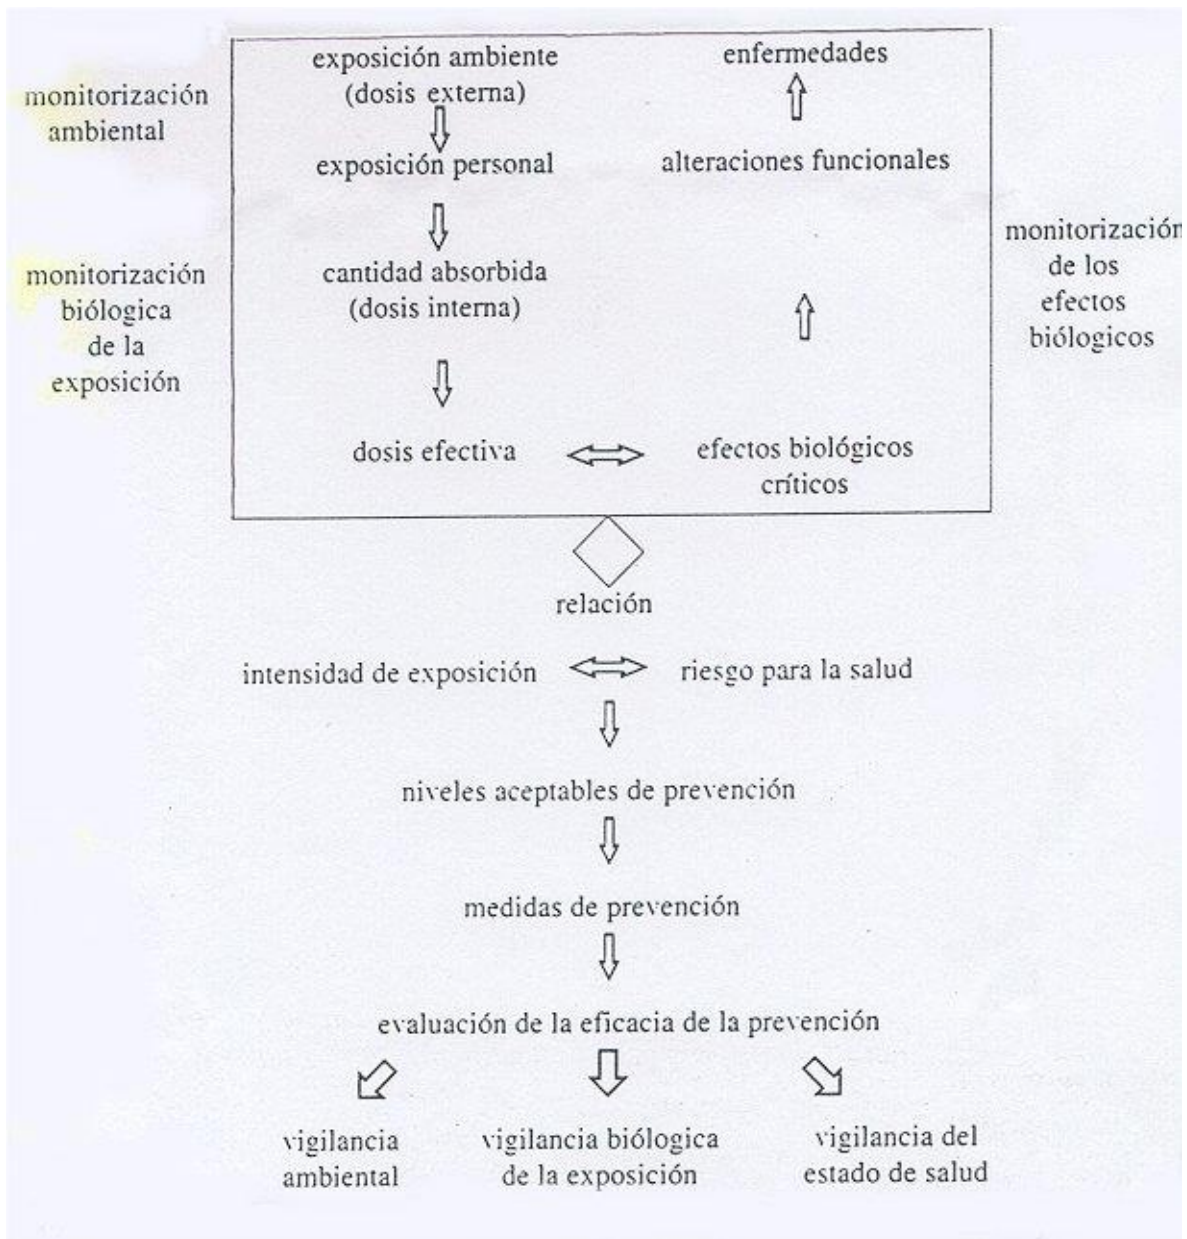 monitorización
ambiental
exposición ambiente
(dosis externa)
exposición personal
enfermedades
alteraciones funcionales
monitorización
biólogica
de la
exposición
cantidad absorbida
(dosis interna)
dosis efectiva
efectos biológicos
críticos
monitorización
de los
efectos
biólogicos
relación
intensidad de exposición
riesgo para la salud
niveles aceptables de prevención
medidas de prevención
evaluación de la eficacia de la prevención
vigilancia
ambiental
vigilancia biólogica
de la exposición
vigilancia del
estado de salud